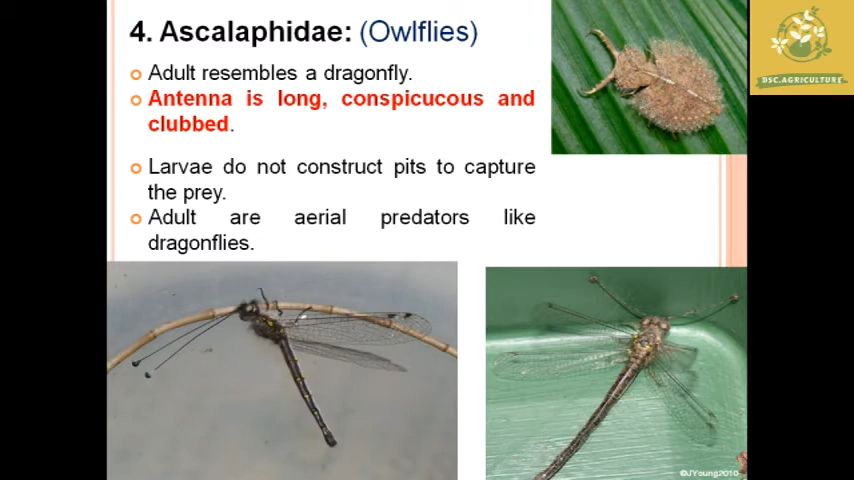 4. Ascalaphidae: (Owlflies)
Adult resembles a dragonfly.
Antenna is long, conspicucous and
clubbed.
Larvae do not construct pits to capture
the prey.
Adult are aerial predators like
dragonflies.
DSC.AGRICULTURE
©JYoung2010